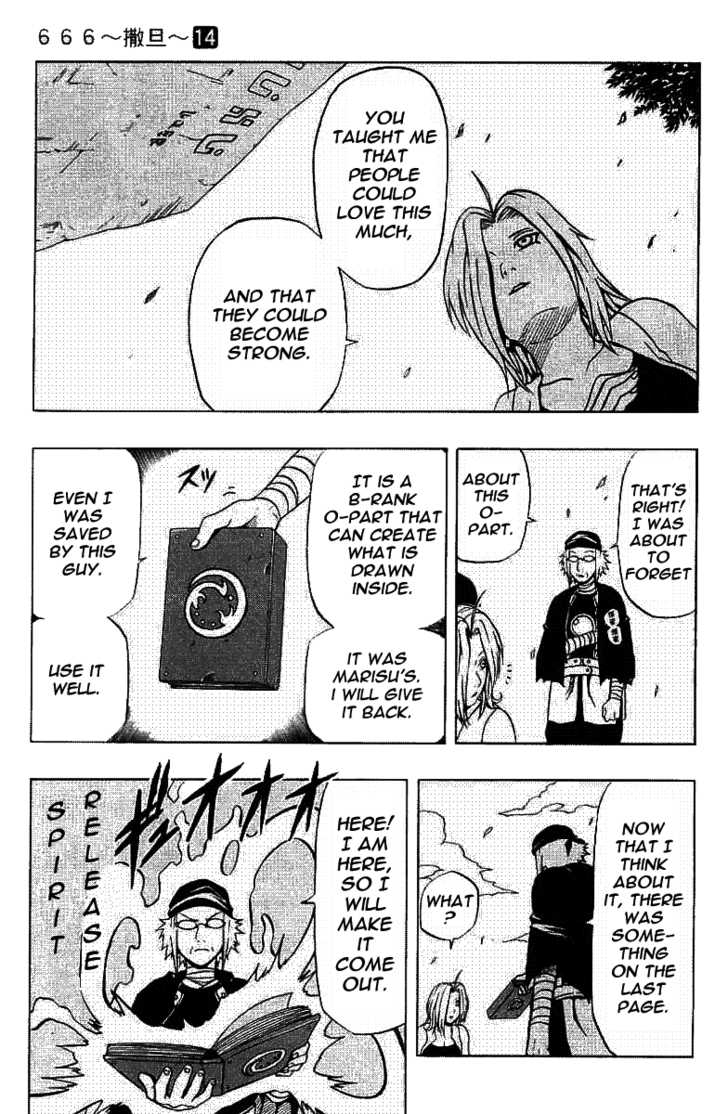 666～撒旦～14
YOU
TAUGHT ME
THAT
PEOPLE
COULD
LOVE THIS
MUCH,
AND THAT
THEY COULD
BECOME
STRONG.
THAT'S
RIGHT!
I WAS
ABOUT
TO
FORGET
ABOUT
THIS
O-
PART.
IT IS A
B-RANK
O-PART THAT
CAN CREATE
WHAT IS
DRAWN
INSIDE.
IT WAS
MARISU'S.
I WILL GIVE
IT BACK.
ズッ
EVEN I
WAS
SAVED
BY THIS
GUY.
USE IT
WELL.
NOW
THAT I
THINK
ABOUT
IT, THERE
WAS
SOME-
THING
ON THE
LAST
PAGE.
WHAT
?
HERE!
I AM
HERE,
SO I
WILL
MAKE
IT
COME
OUT.
ギュオオオ
SPIRIT
RELEASE